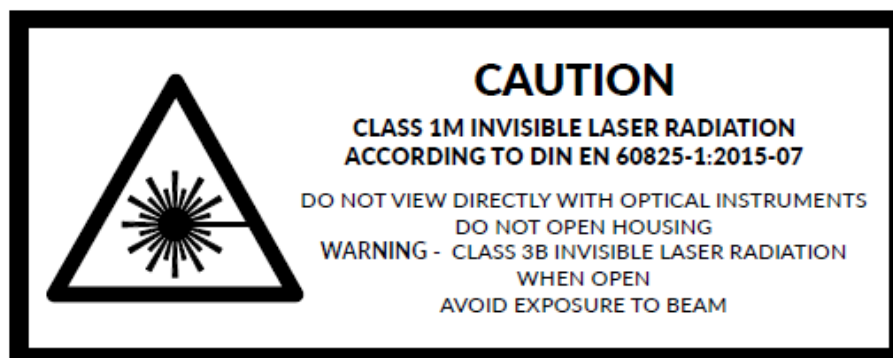 CAUTION
CLASS 1M INVISIBLE LASER RADIATION
ACCORDING TO DIN EN 60825-1:2015-07
DO NOT VIEW DIRECTLY WITH OPTICAL INSTRUMENTS
DO NOT OPEN HOUSING
WARNING - CLASS 3B INVISIBLE LASER RADIATION
WHEN OPEN
AVOID EXPOSURE TO BEAM